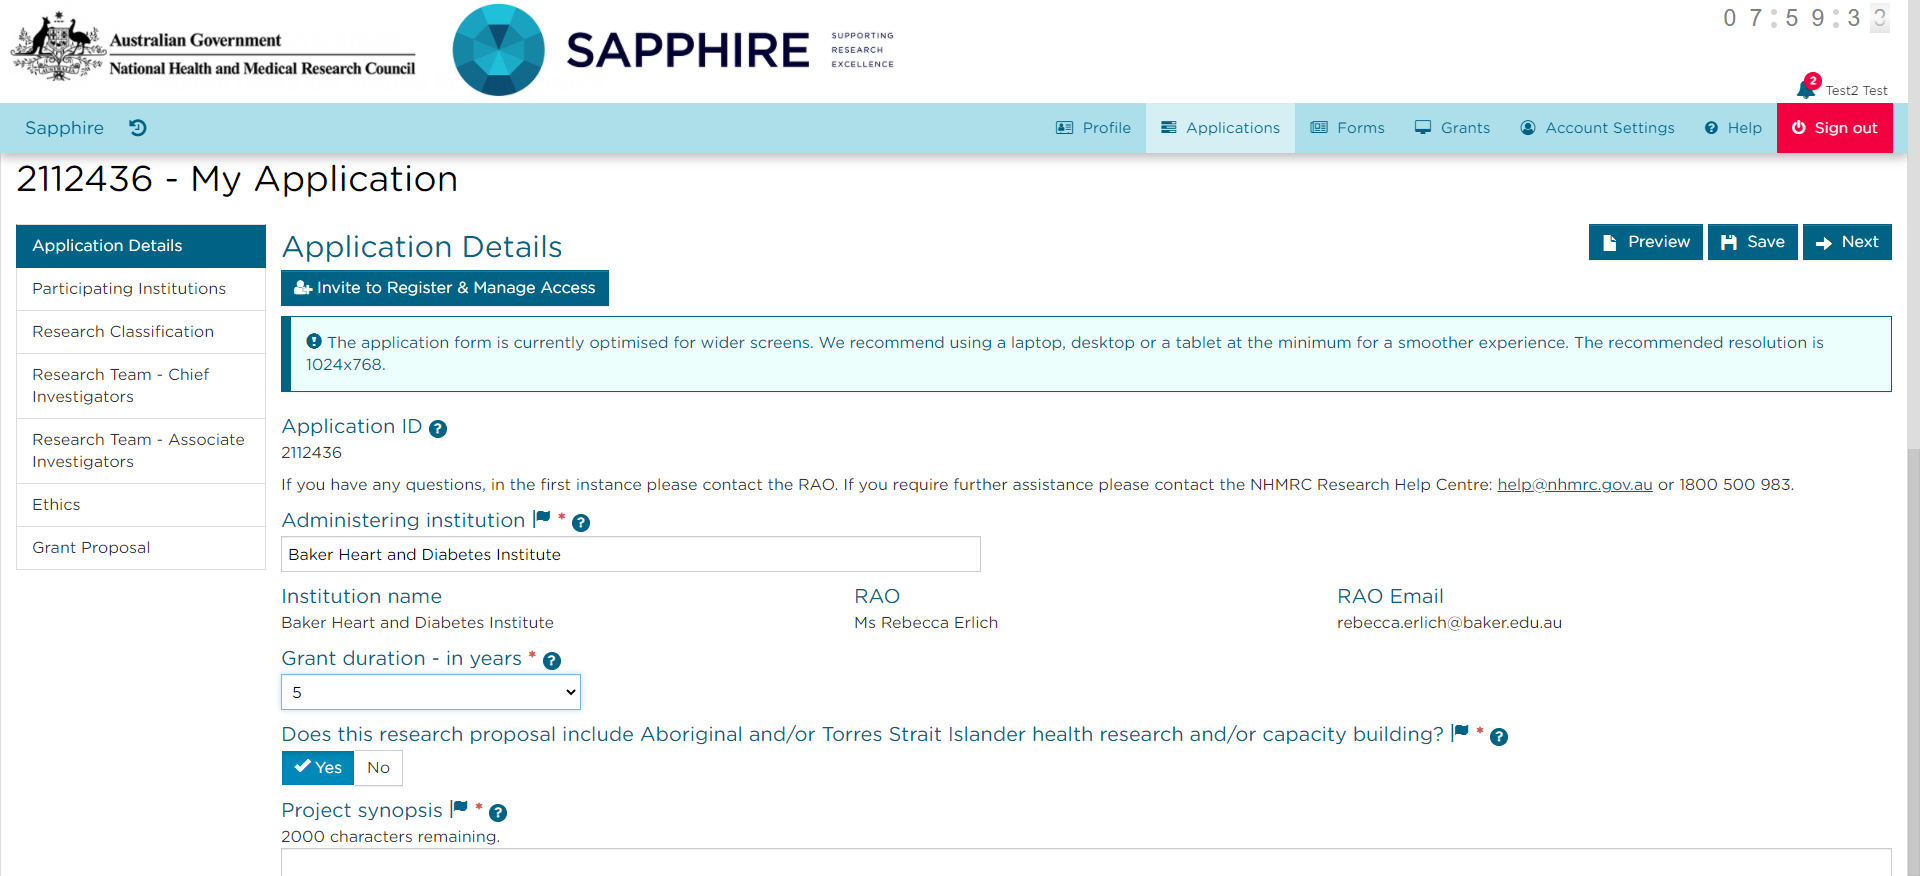 Australian Government
National Health and Medical Research Council
SAPPHIRE
SUPPORTING
RESEARCH
EXCELLENCE
07:59:33
2
Test2 Test
Sapphire
Profile
Applications
Forms
Grants
Account Settings
Help
Sign out
2112436 - My Application
Application Details
Participating Institutions
Research Classification
Research Team - Chief
Investigators
Research Team - Associate
Investigators
Ethics
Grant Proposal
Application Details
Preview
Save
Next
Invite to Register & Manage Access
The application form is currently optimised for wider screens. We recommend using a laptop, desktop or a tablet at the minimum for a smoother experience. The recommended resolution is
1024x768.
Application ID ?
2112436
If you have any questions, in the first instance please contact the RAO. If you require further assistance please contact the NHMRC Research Help Centre: help@nhmrc.gov.au or 1800 500 983.
Administering institution * ?
Baker Heart and Diabetes Institute
Institution name
Baker Heart and Diabetes Institute
RAO
Ms Rebecca Erlich
RAO Email
rebecca.erlich@baker.edu.au
Grant duration - in years * ?
5
Does this research proposal include Aboriginal and/or Torres Strait Islander health research and/or capacity building? * ?
Yes No
Project synopsis * ?
2000 characters remaining.